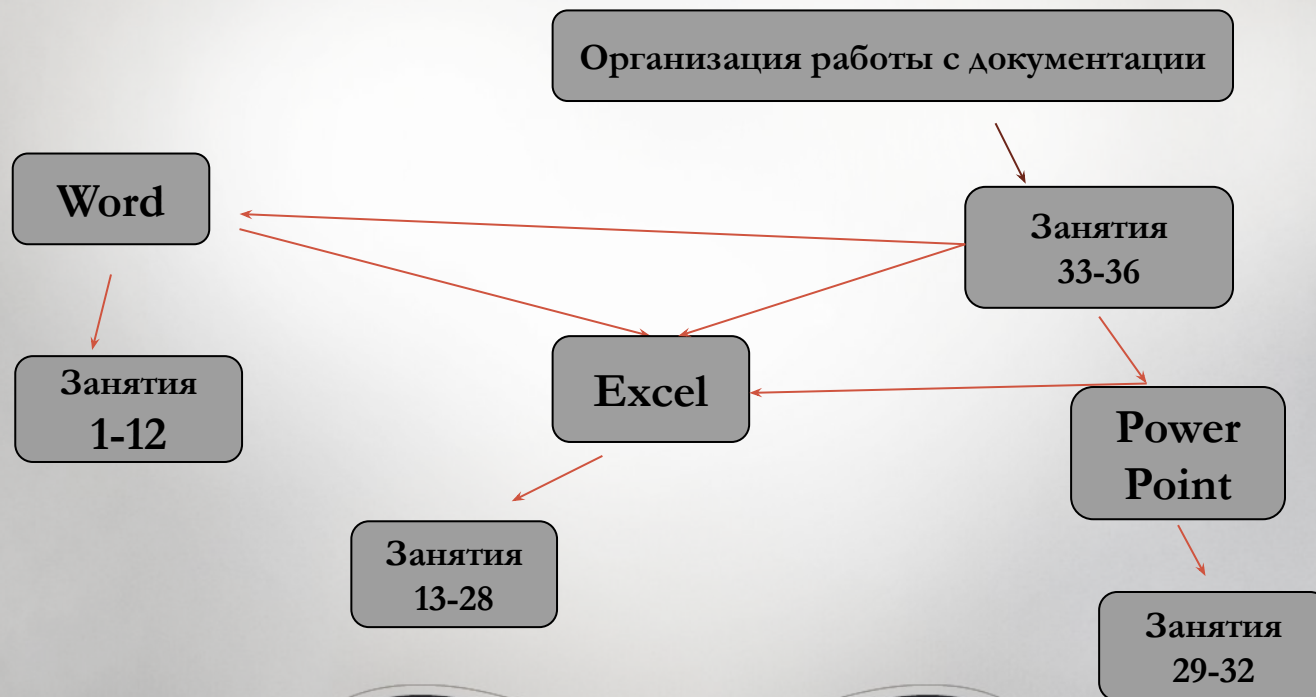 Организация работы с документации
Word
Занятия
33-36
Занятия
1-12
Excel
Power
Point
Занятия
13-28
Занятия
29-32